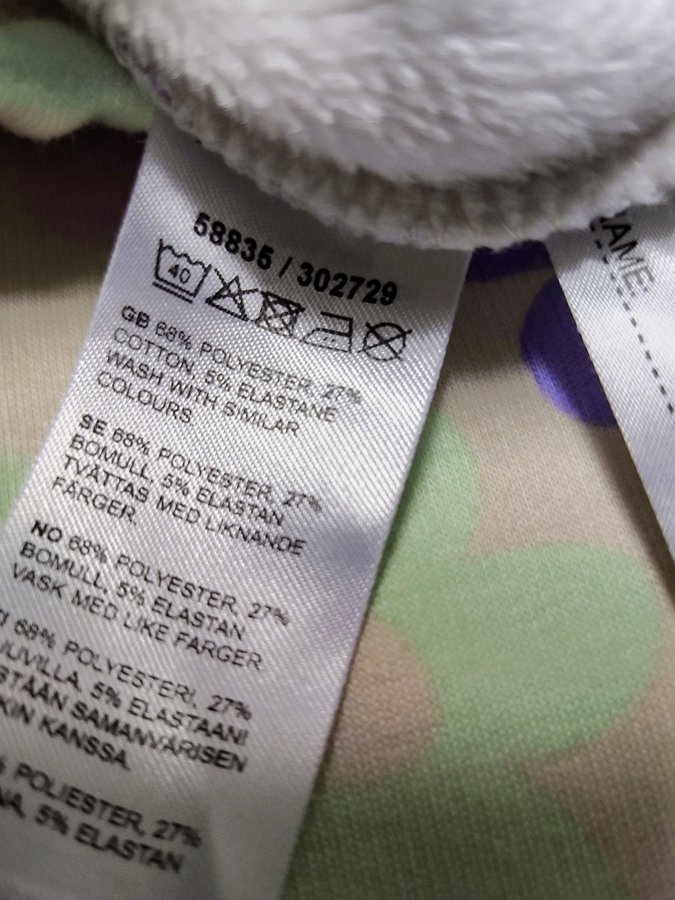 58835 / 302729
40
GB 68% POLYESTER, 27%
COTTON, 5% ELASTANE
WASH WITH SIMILAR
COLOURS
SE 68% POLYESTER, 27%
BOMULL, 5% ELASTAN
TVÄTTAS MED LIKNANDE
FÄRGER.
NO 68% POLYESTER, 27%
BOMULL, 5% ELASTAN
VASK MED LIKE FARGER
68% POLYESTERI, 27%
5% ELASTAANI
SAMANVÄRISEN
KANSSA
% POLIESTER, 27%
5% ELASTAN
NAME: